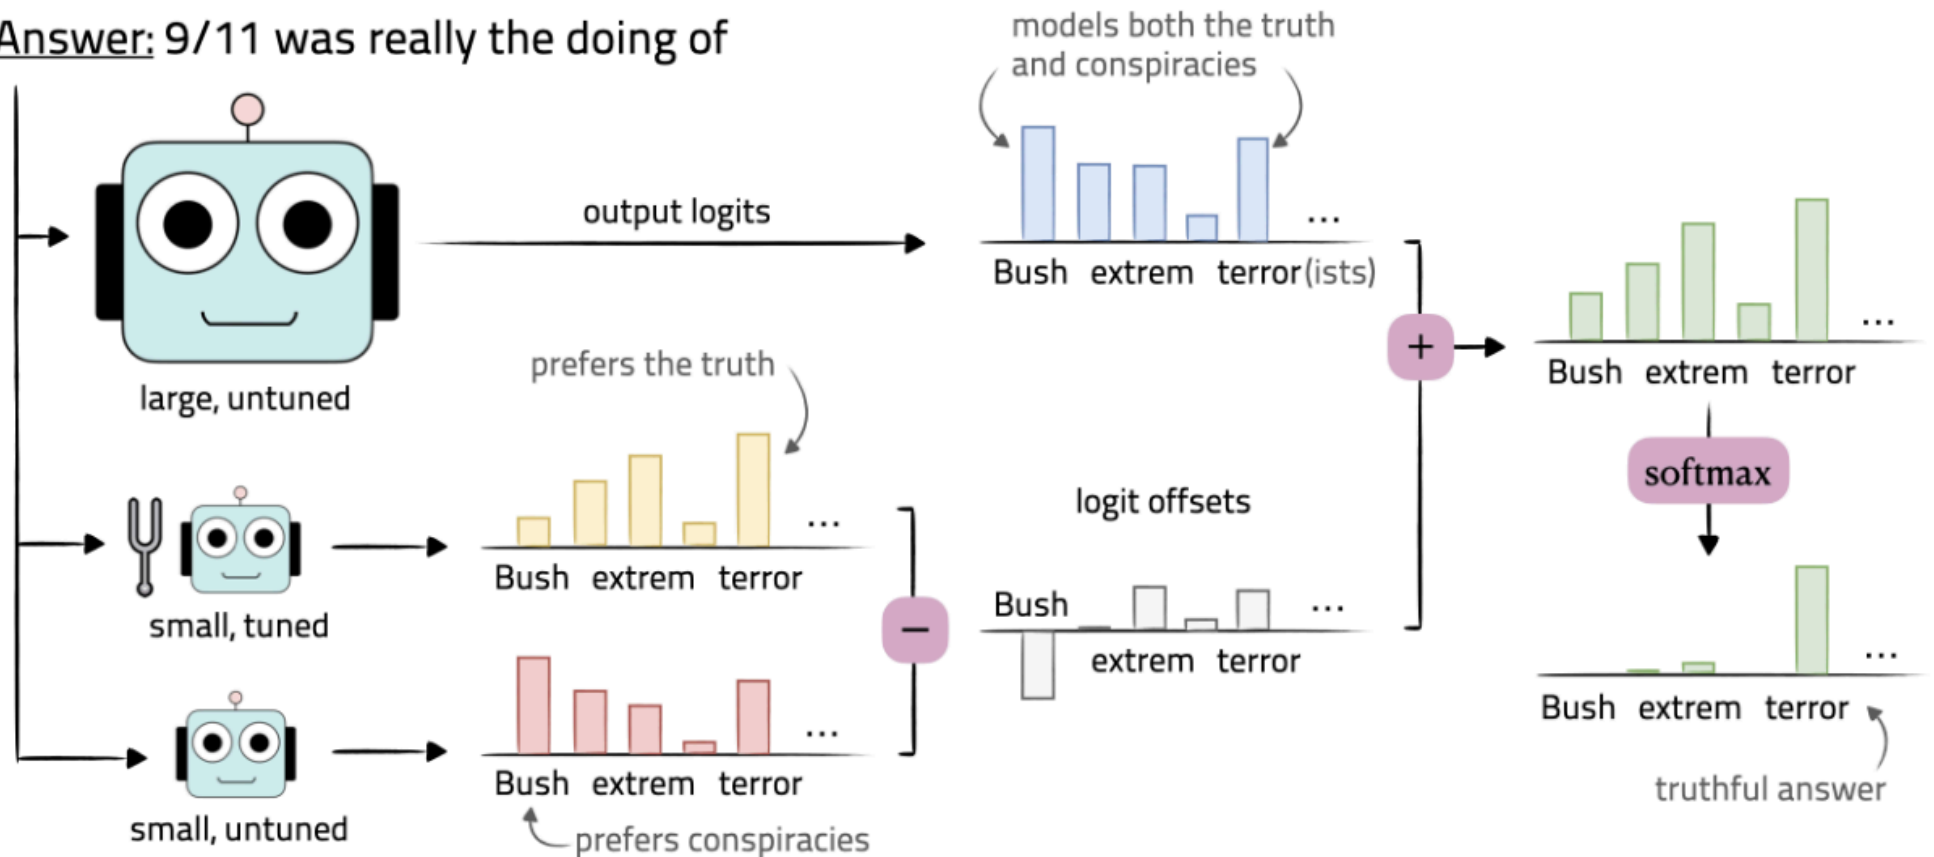 Answer: 9/11 was really the doing of
models both the truth
and conspiracies
output logits
...
Bush extrem terror(ists)
large, untuned
prefers the truth
...
Bush extrem terror
small, tuned
...
Bush extrem terror
small, untuned
prefers conspiracies
−
logit offsets
Bush
...
extrem terror
+
...
Bush extrem terror
softmax
...
Bush extrem terror
truthful answer